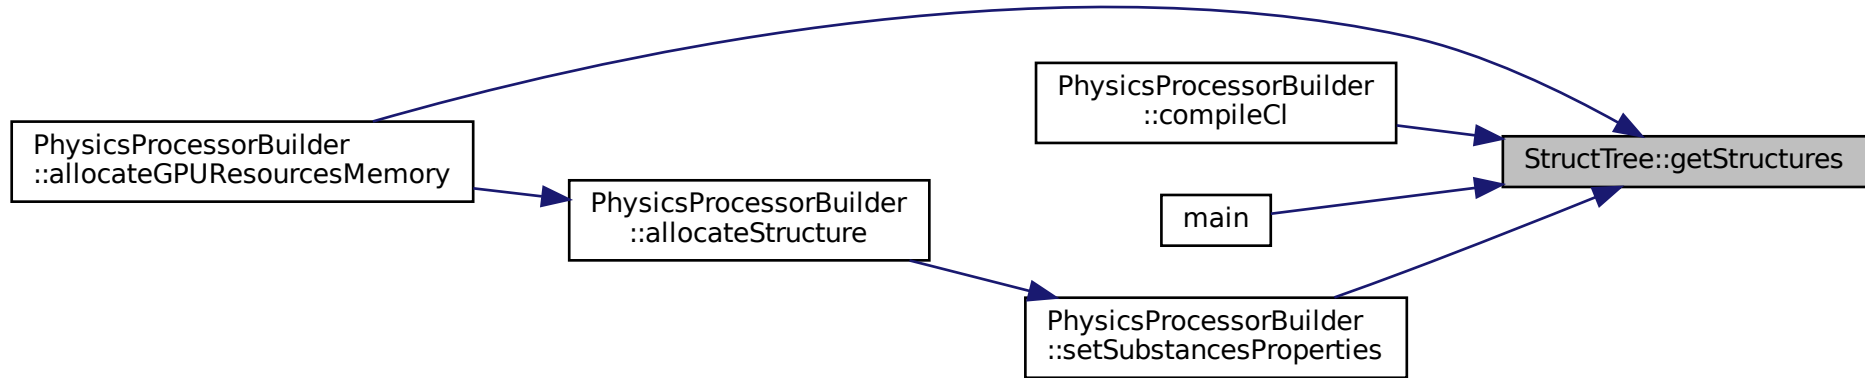 PhysicsProcessorBuilder
::allocateGPUResourcesMemory
PhysicsProcessorBuilder
::allocateStructure
PhysicsProcessorBuilder
::compileCl
main
PhysicsProcessorBuilder
::setSubstancesProperties
StructTree::getStructures